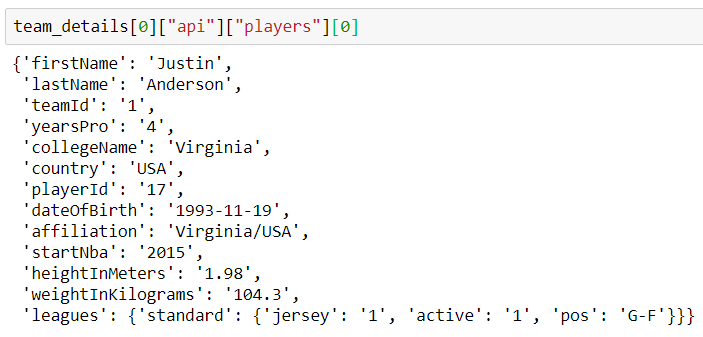 team_details[0]["api"]["players"][0]
{'firstName': 'Justin',
 'lastName': 'Anderson',
 'teamId': '1',
 'yearsPro': '4',
 'collegeName': 'Virginia',
 'country': 'USA',
 'playerId': '17',
 'dateOfBirth': '1993-11-19',
 'affiliation': 'Virginia/USA',
 'startNba': '2015',
 'heightInMeters': '1.98',
 'weightInKilograms': '104.3',
 'leagues': {'standard': {'jersey': '1', 'active': '1', 'pos': 'G-F'}}}